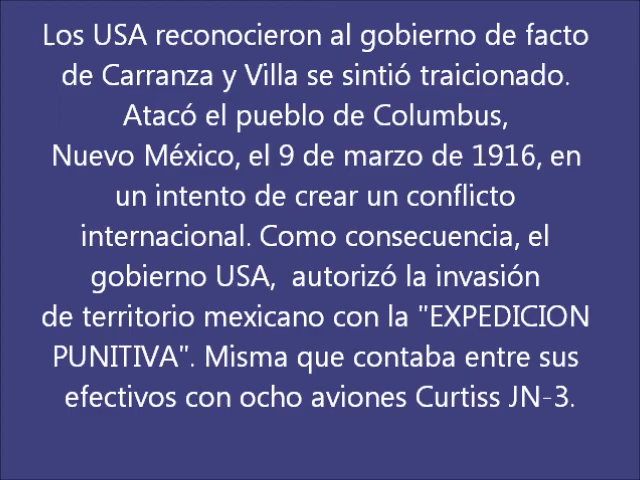 Los USA reconocieron al gobierno de facto
de Carranza y Villa se sintió traicionado.
Atacó el pueblo de Columbus,
Nuevo México, el 9 de marzo de 1916, en
un intento de crear un conflicto
internacional. Como consecuencia, el
gobierno USA,  autorizó la invasión
de territorio mexicano con la "EXPEDICION
PUNITIVA". Misma que contaba entre sus
efectivos con ocho aviones Curtiss JN-3.